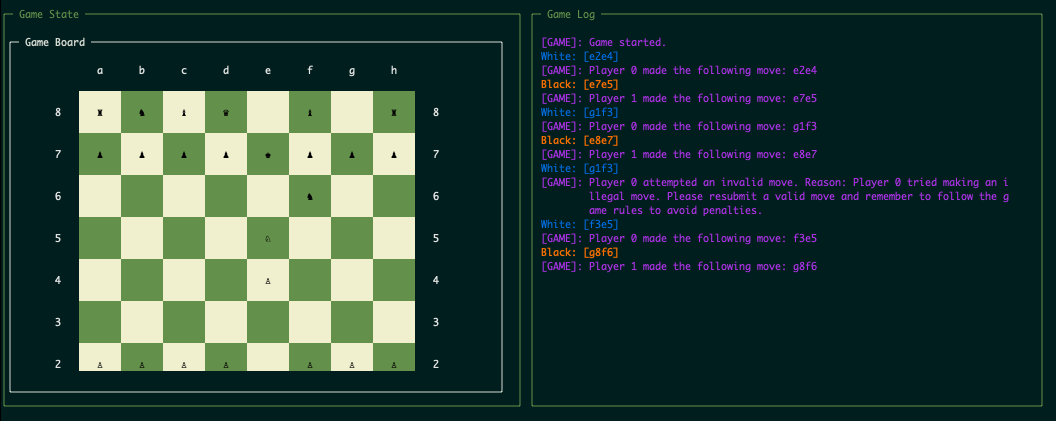 Game State
Game Board
a b c d e f g h
8 ♜ ♞ ♝ ♛ ♝ ♜ 8
7 ♟ ♟ ♟ ♟ ♚ ♟ ♟ ♟ 7
6 ♞ 6
5 ♘ 5
4 ♙ 4
3 3
2 ♙ ♙ ♙ ♙ ♙ ♙ ♙ 2
Game Log
[GAME]: Game started.
White: [e2e4]
[GAME]: Player 0 made the following move: e2e4
Black: [e7e5]
[GAME]: Player 1 made the following move: e7e5
White: [g1f3]
[GAME]: Player 0 made the following move: g1f3
Black: [e8e7]
[GAME]: Player 1 made the following move: e8e7
White: [g1f3]
[GAME]: Player 0 attempted an invalid move. Reason: Player 0 tried making an i
llegal move. Please resubmit a valid move and remember to follow the g
ame rules to avoid penalties.
White: [f3e5]
[GAME]: Player 0 made the following move: f3e5
Black: [g8f6]
[GAME]: Player 1 made the following move: g8f6